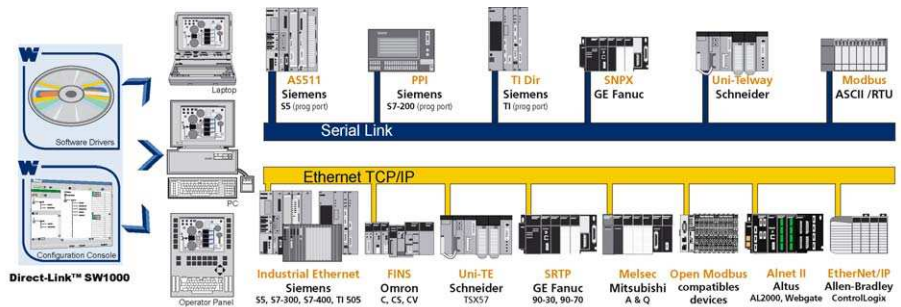 W
Software Drivers
W
Configuration Console
Direct-Link™ SW1000
Laptop
PC
Operator Panel
AS511
Siemens
S5 (prog port)
PPI
Siemens
S7-200 (prog port)
TI Dir
Siemens
TI (prog port)
SNPX
GE Fanuc
Uni-Telway
Schneider
Modbus
ASCII /RTU
Serial Link
Ethernet TCP/IP
Industrial Ethernet
Siemens
S5, S7-300, S7-400, TI 505
FINS
Omron
C, CS, CV
Uni-TE
Schneider
TSX57
SRTP
GE Fanuc
90-30, 90-70
Melsec
Mitsubishi
A & Q
Open Modbus
compatibles
devices
Alnet II
Altus
AL2000, Webgate
EtherNet/IP
Allen-Bradley
ControlLogix